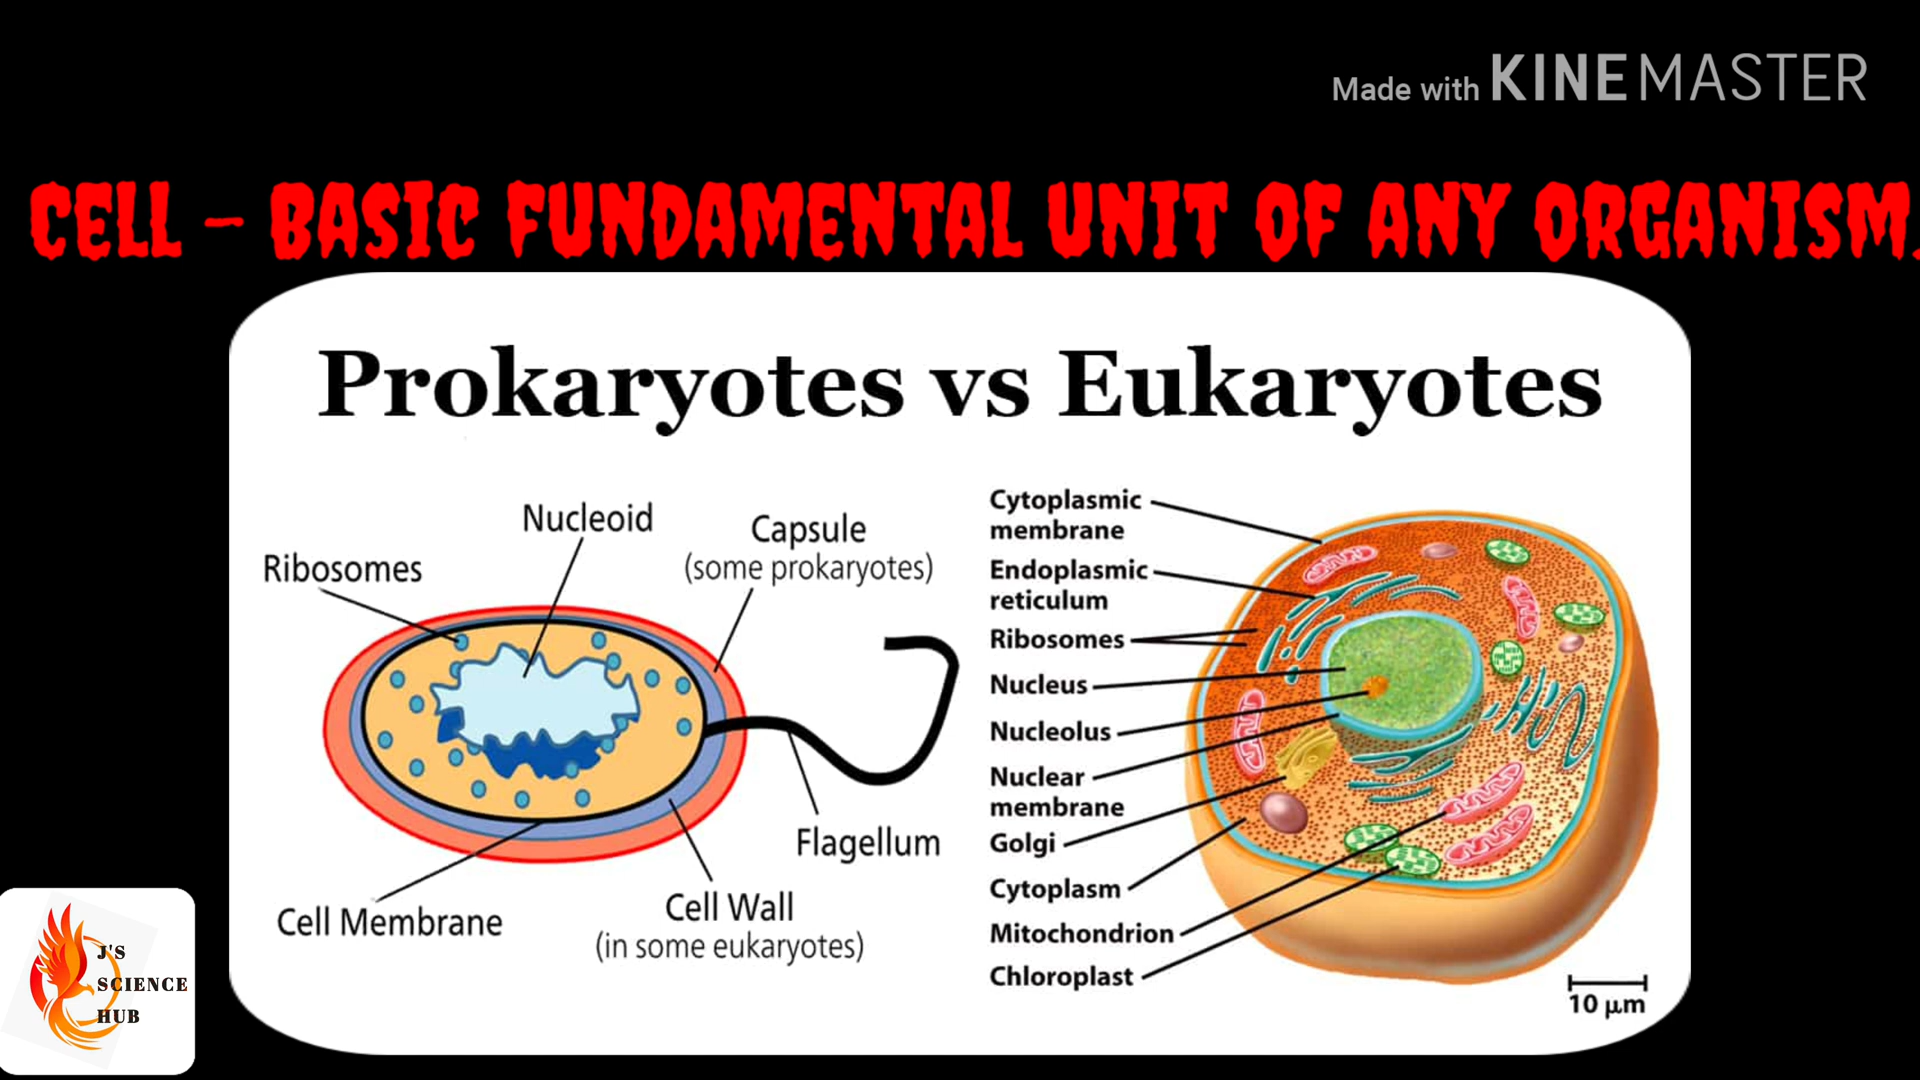 Made with KINEMASTER
CELL - BASIC FUNDAMENTAL UNIT OF ANY ORGANISM.
Prokaryotes vs Eukaryotes
Nucleoid
Capsule
(some prokaryotes)
Ribosomes
Flagellum
Cell Wall
(in some eukaryotes)
Cell Membrane
Cytoplasmic
membrane
Endoplasmic
reticulum
Ribosomes
Nucleus
Nucleolus
Nuclear
membrane
Golgi
Cytoplasm
Mitochondrion
Chloroplast
10 μm
J'S
SCIENCE
HUB